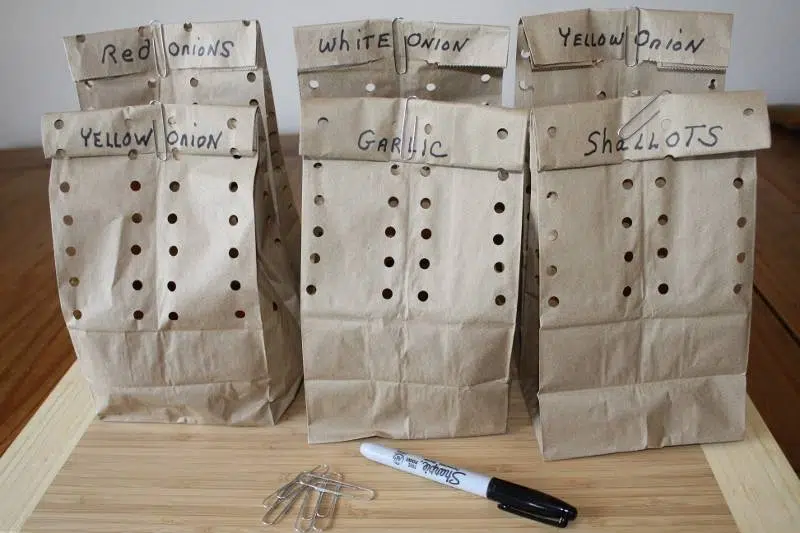 Red ONIONS
WHITE ONION
YELLOW ONION
YELLOW ONION
GARLIC
ShALLOTS
Sharpie